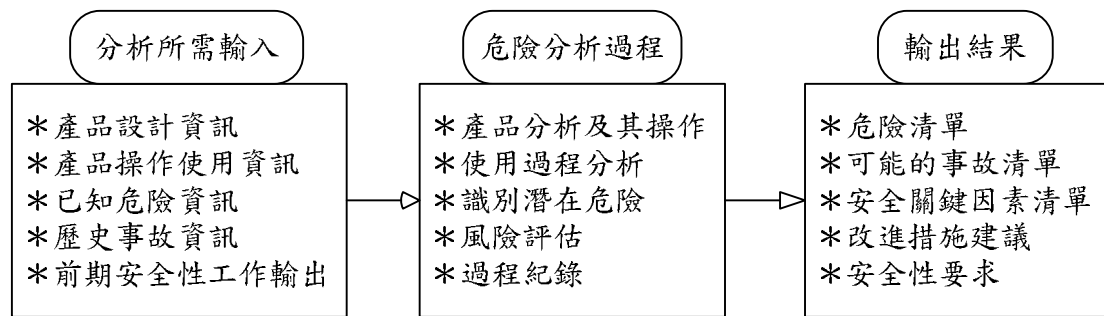 分析所需輸入
＊產品設計資訊
＊產品操作使用資訊
＊已知危險資訊
＊歷史事故資訊
＊前期安全性工作輸出
危險分析過程
＊產品分析及其操作
＊使用過程分析
＊識別潛在危險
＊風險評估
＊過程紀錄
輸出結果
＊危險清單
＊可能的事故清單
＊安全關鍵因素清單
＊改進措施建議
＊安全性要求